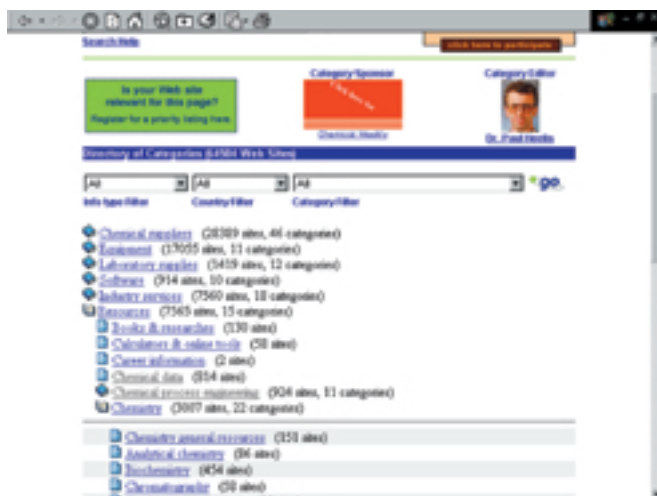 Search Help
click here to participate
Is your Web site
relevant for this page?
Register for a priority listing here
Category Sponsor
Click here for
Chemical Weekly
Category Editor
Dr. Paul
Directory of Categories (64504 Web Sites)
All All All go
Info type Filter Country Filter Category Filter
Chemical suppliers (28389 sites, 46 categories)
Equipment (17055 sites, 11 categories)
Laboratory supplies (5419 sites, 12 categories)
Software (914 sites, 10 categories)
Industry services (7560 sites, 18 categories)
Resources (7565 sites, 15 categories)
Books & researches (130 sites)
Calculators & online tools (58 sites)
Career information (2 sites)
Chemical data (814 sites)
Chemical process engineering (924 sites, 11 categories)
Chemistry (3007 sites, 22 categories)
Chemistry general resources (351 sites)
Analytical chemistry (86 sites)
Biochemistry (454 sites)
Chromatography (58 sites)